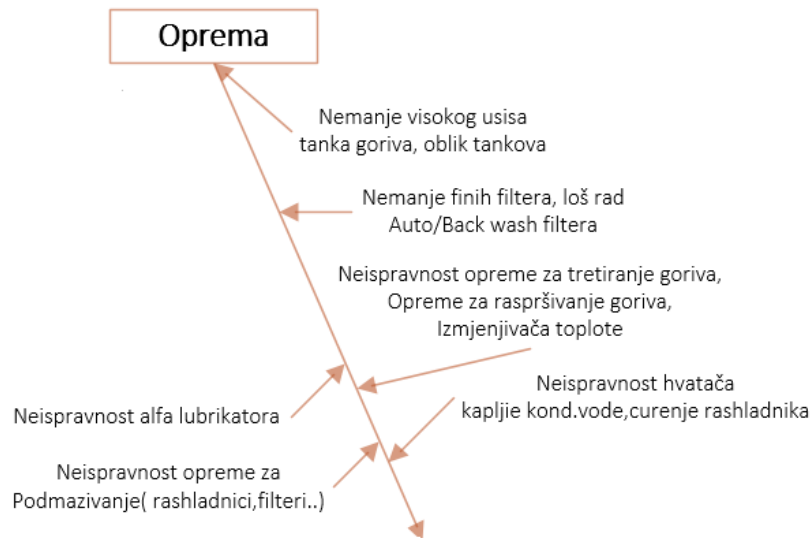 Oprema
Nemanje visokog usisa
tanka goriva, oblik tankova
Nemanje finih filtera, loš rad
Auto/Back wash filtera
Neispravnost opreme za tretiranje goriva,
Opreme za raspršivanje goriva,
Izmjenjivača toplote
Neispravnost hvatača
kapljie kond.vode,curenje rashladnika
Neispravnost alfa lubrikatora
Neispravnost opreme za
Podmazivanje( rashladnici,filteri..)